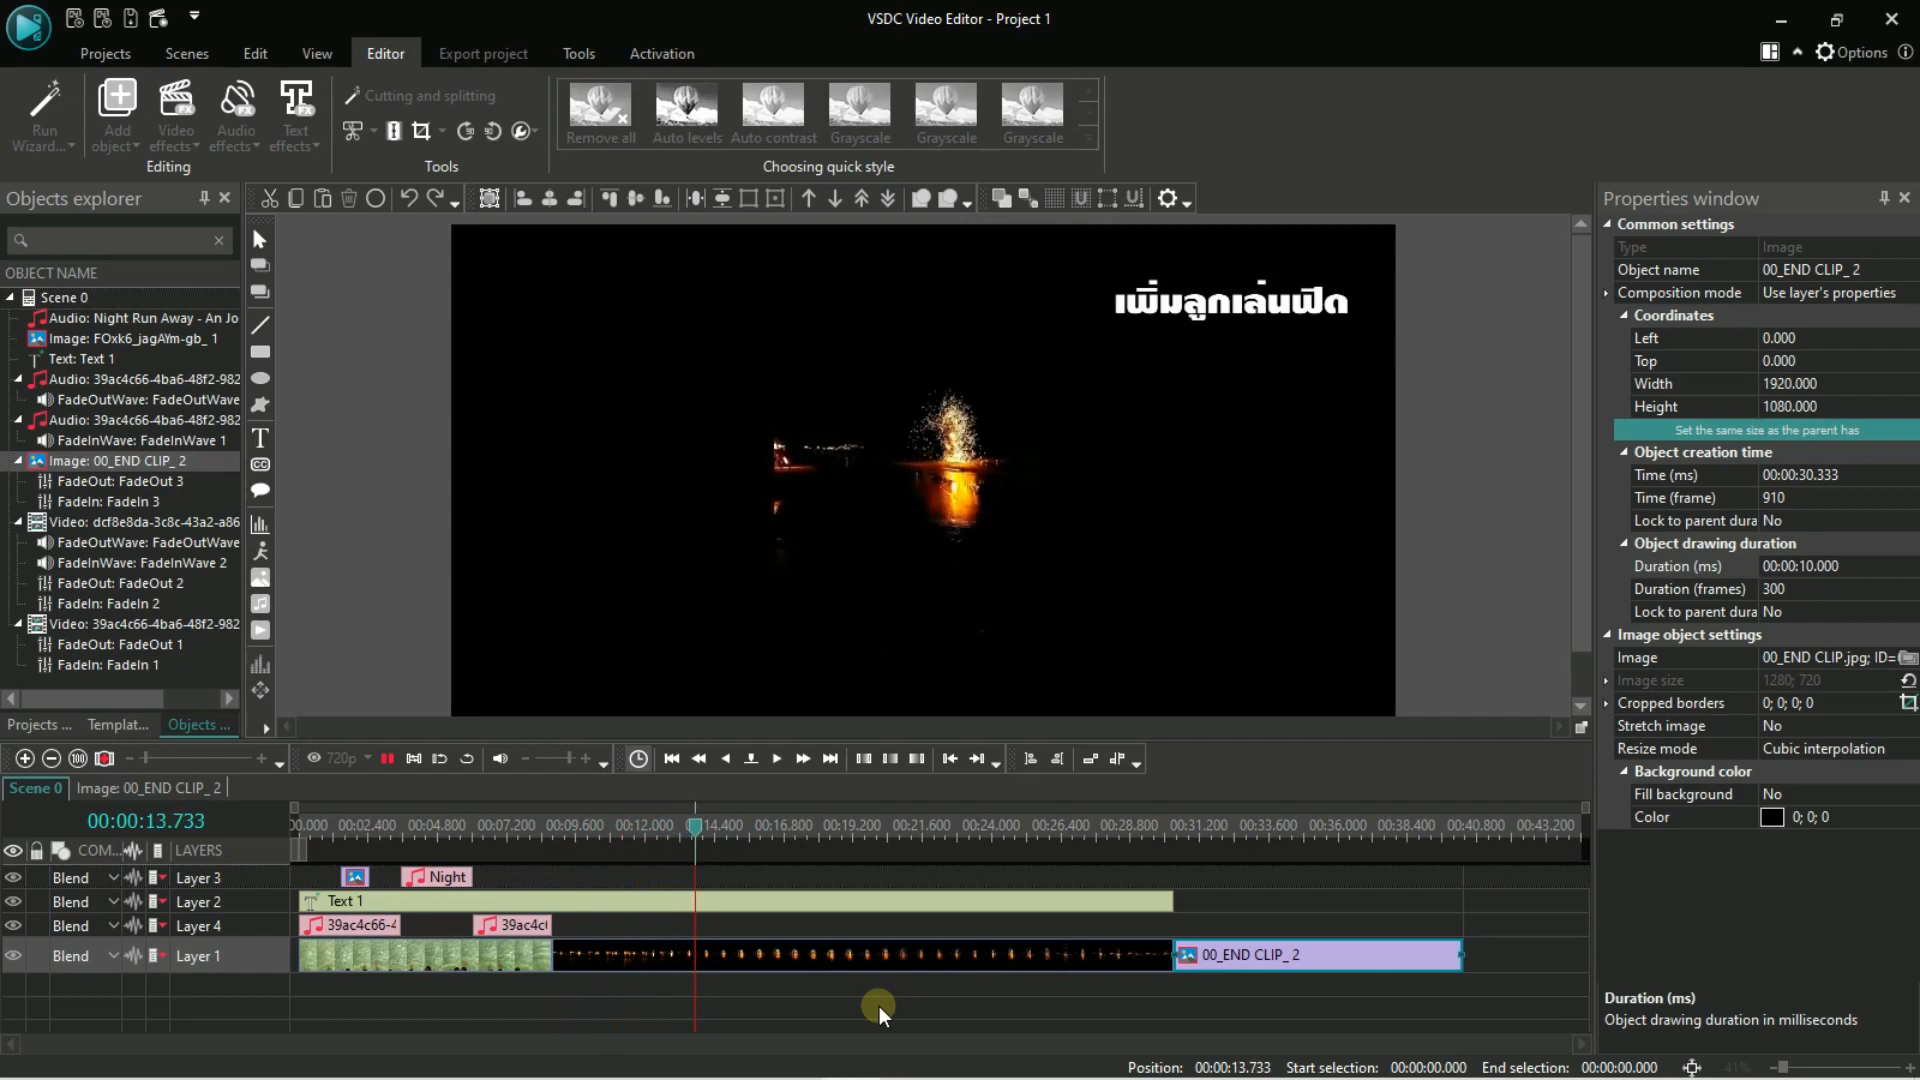 VSDC Video Editor - Project 1
Projects
Scenes
Edit
View
Editor
Export project
Tools
Activation
Options
Run
Wizard...
Add
object
Video
effects
Audio
effects
Text
effects
Editing
Cutting and splitting
Tools
Remove all
Auto levels
Auto contrast
Grayscale
Grayscale
Grayscale
Choosing quick style
Objects explorer
OBJECT NAME
Scene 0
Audio: Night Run Away - An Jo
Image: FOxk6_jagAYm-gb_ 1
Text: Text 1
Audio: 39ac4c66-4ba6-48f2-982
FadeOutWave: FadeOutWave
Audio: 39ac4c66-4ba6-48f2-982
FadeInWave: FadeInWave 1
Image: 00_END CLIP_ 2
FadeOut: FadeOut 3
FadeIn: FadeIn 3
Video: dcf8e8da-3c8c-43a2-a86
FadeOutWave: FadeOutWave
FadeInWave: FadeInWave 2
FadeOut: FadeOut 2
FadeIn: FadeIn 2
Video: 39ac4c66-4ba6-48f2-982
FadeOut: FadeOut 1
FadeIn: FadeIn 1
Projects ...
Templat...
Objects ...
เพิ่มลูกเล่นฟิด
Properties window
Common settings
Type Image
Object name 00_END CLIP_ 2
Composition mode Use layer's properties
Coordinates
Left 0.000
Top 0.000
Width 1920.000
Height 1080.000
Set the same size as the parent has
Object creation time
Time (ms) 00:00:30.333
Time (frame) 910
Lock to parent dura No
Object drawing duration
Duration (ms) 00:00:10.000
Duration (frames) 300
Lock to parent dura No
Image object settings
Image 00_END CLIP.jpg; ID=
Image size 1280; 720
Cropped borders 0; 0; 0; 0
Stretch image No
Resize mode Cubic interpolation
Background color
Fill background No
Color 0; 0; 0
Duration (ms)
Object drawing duration in milliseconds
720p
Scene 0
Image: 00_END CLIP_ 2
00:00:13.733
0.000 00:02.400 00:04.800 00:07.200 00:09.600 00:12.000 14.400 00:16.800 00:19.200 00:21.600 00:24.000 00:26.400 00:28.800 00:31.200 00:33.600 00:36.000 00:38.400 00:40.800 00:43.200
COM...
LAYERS
Blend Layer 3
Night
Blend Layer 2
Text 1
Blend Layer 4
39ac4c66-4
39ac4c
Blend Layer 1
00_END CLIP_ 2
Position: 00:00:13.733 Start selection: 00:00:00.000 End selection: 00:00:00.000 41%